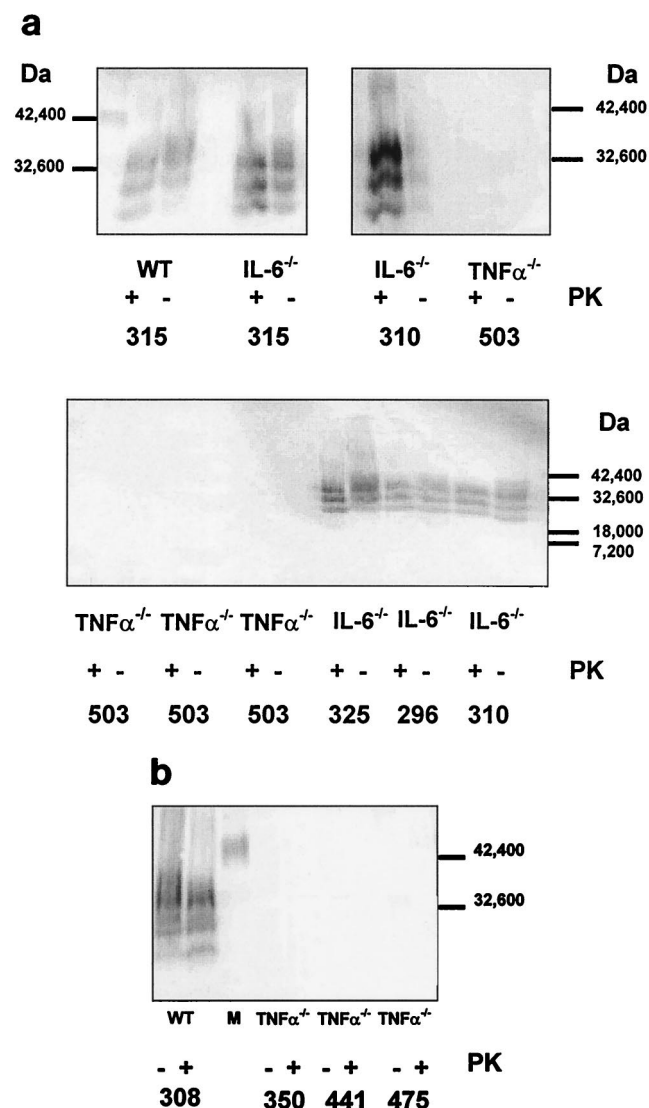 a
Da Da
42,400 42,400
32,600 32,600
WT IL-6-/- IL-6-/- TNFα-/-
+ - + - + - + - PK
315 315 310 503
Da
42,400
32,600
18,000
7,200
TNFα-/- TNFα-/- TNFα-/- IL-6-/- IL-6-/- IL-6-/-
+ - + - + - + - + - + - PK
503 503 503 325 296 310
b
42,400
32,600
WT M TNFα-/- TNFα-/- TNFα-/-
- + - + - + - + PK
308 350 441 475